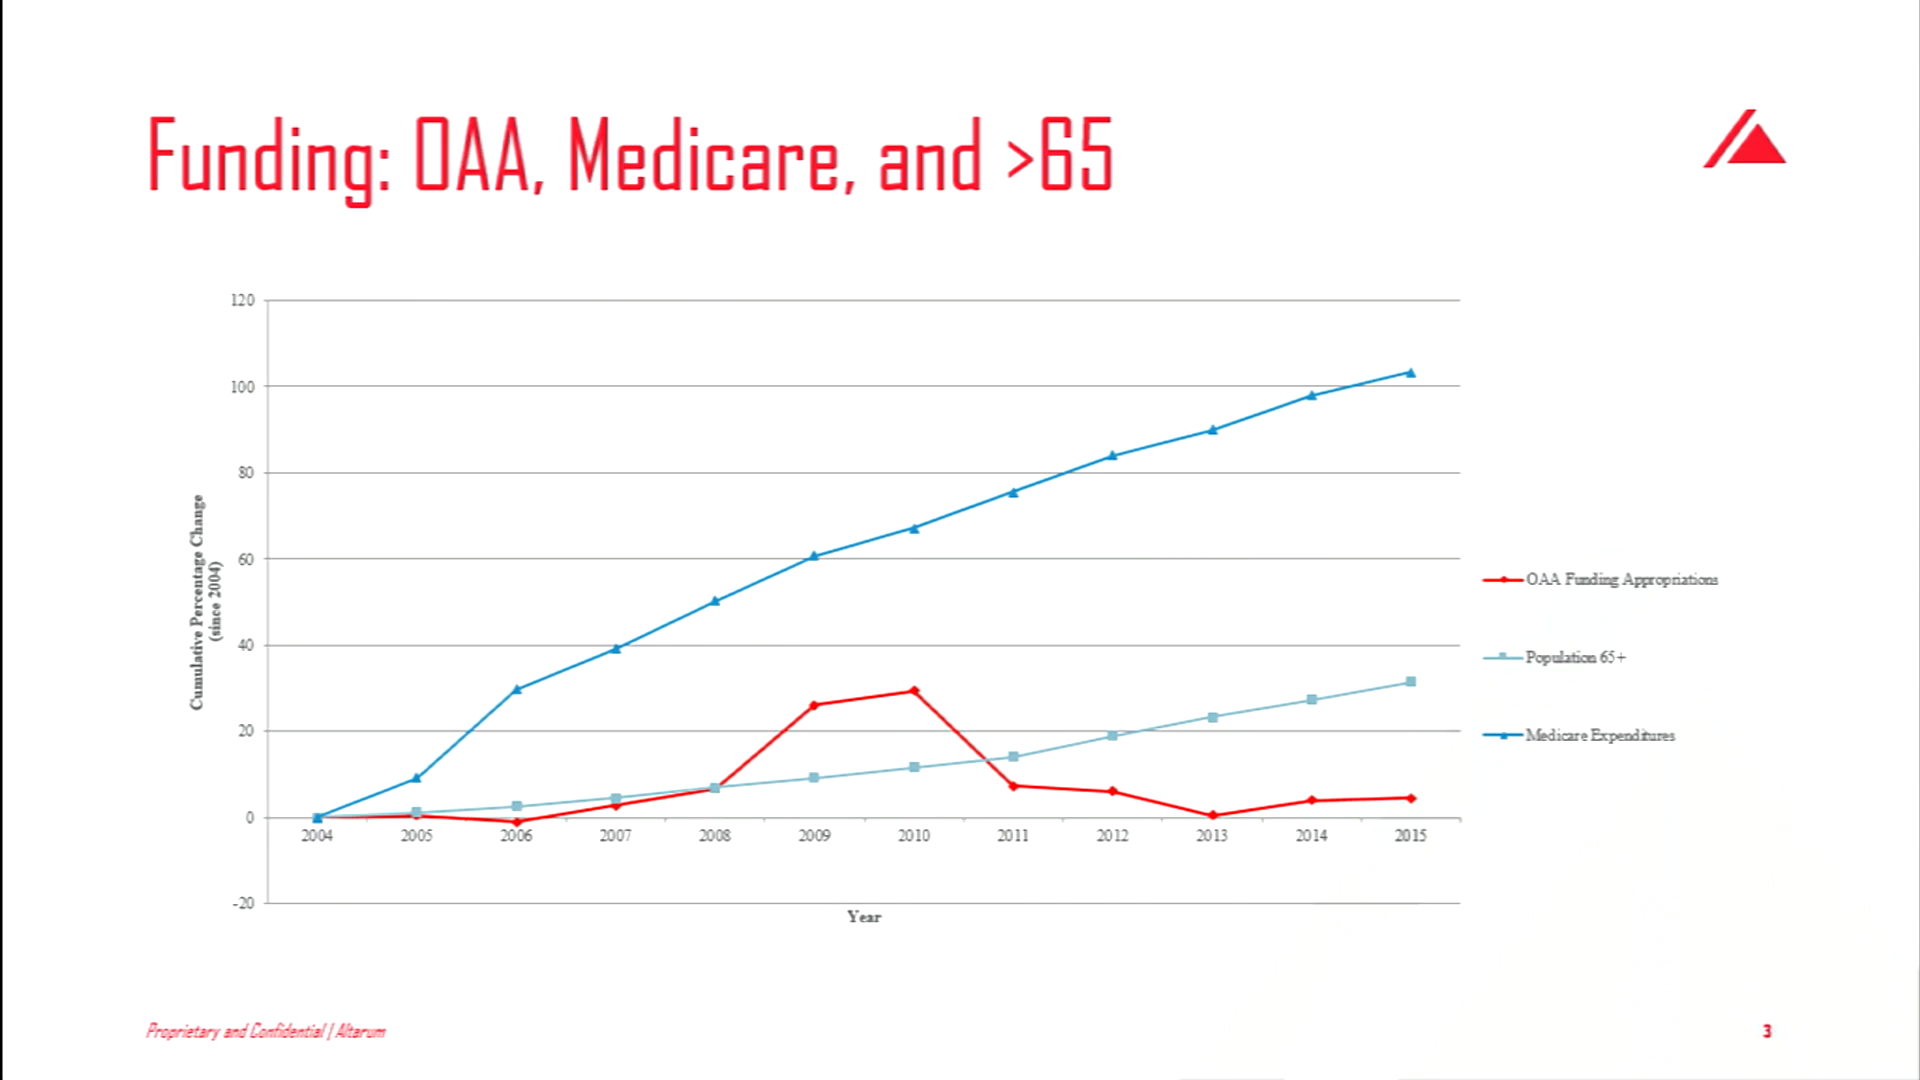 Funding: OAA, Medicare, and >65
120
100
80
60
40
20
0
-20
Cumulative Percentage Change
(since 2004)
2004 2005 2006 2007 2008 2009 2010 2011 2012 2013 2014 2015
Year
OAA Funding Appropriations
Population 65+
Medicare Expenditures
Proprietary and Confidential | Altarum
3